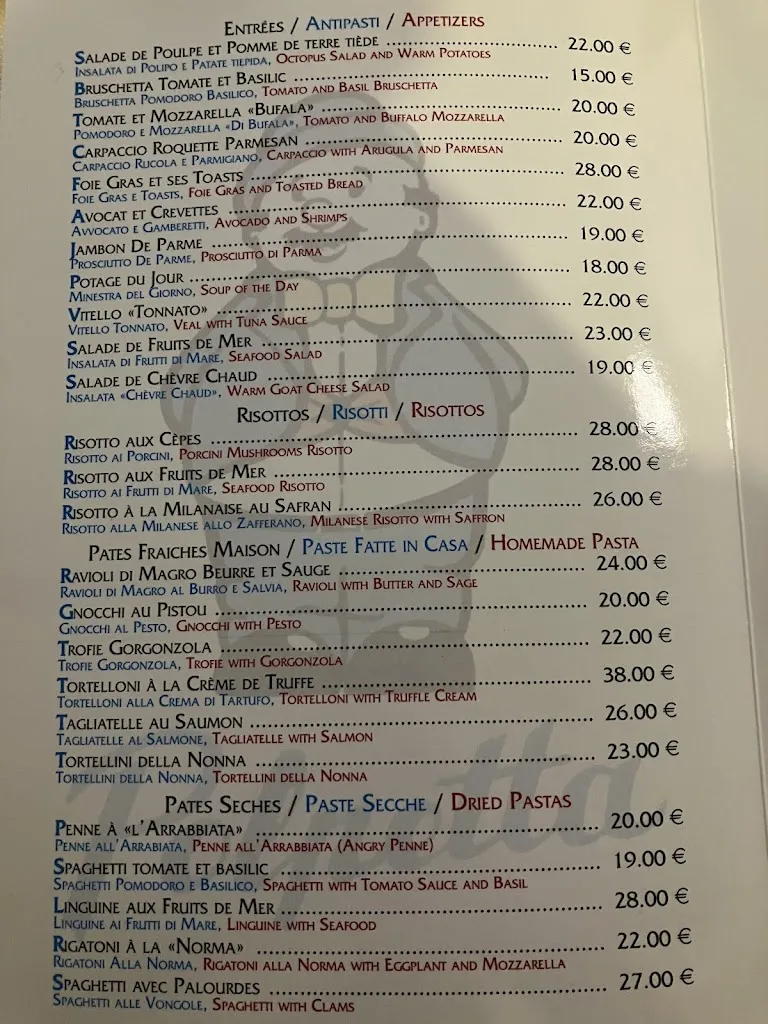 Entrées / Antipasti / Appetizers
Salade de Poulpe et Pomme de terre tiède 22.00 €
Insalata di Polipo e Patate tiepida, Octopus Salad and Warm Potatoes
Bruschetta Tomate et Basilic 15.00 €
Bruschetta Pomodoro Basilico, Tomato and Basil Bruschetta
Tomate et Mozzarella «Bufala» 20.00 €
Pomodoro e Mozzarella «Di Bufala», Tomato and Buffalo Mozzarella
Carpaccio Roquette Parmesan 20.00 €
Carpaccio Rucola e Parmigiano, Carpaccio with Arugula and Parmesan
Foie Gras et ses Toasts 28.00 €
Foie Gras e Toasts, Foie Gras and Toasted Bread
Avocat et Crevettes 22.00 €
Avvocato e Gamberetti, Avocado and Shrimps
Jambon De Parme 19.00 €
Prosciutto De Parme, Prosciutto di Parma
Potage du Jour 18.00 €
Minestra del Giorno, Soup of the Day
Vitello «Tonnato» 22.00 €
Vitello Tonnato, Veal with Tuna Sauce
Salade de Fruits de Mer 23.00 €
Insalata di Frutti di Mare, Seafood Salad
Salade de Chèvre Chaud 19.00 €
Insalata «Chèvre Chaud», Warm Goat Cheese Salad
Risottos / Risotti / Risottos
Risotto aux Cèpes 28.00 €
Risotto ai Porcini, Porcini Mushrooms Risotto
Risotto aux Fruits de Mer 28.00 €
Risotto ai Frutti di Mare, Seafood Risotto
Risotto à la Milanaise au Safran 26.00 €
Risotto alla Milanese allo Zafferano, Milanese Risotto with Saffron
Pates Fraiches Maison / Paste Fatte in Casa / Homemade Pasta
Ravioli di Magro Beurre et Sauge 24.00 €
Ravioli di Magro al Burro e Salvia, Ravioli with Butter and Sage
Gnocchi au Pistou 20.00 €
Gnocchi al Pesto, Gnocchi with Pesto
Trofie Gorgonzola 22.00 €
Trofie Gorgonzola, Trofie with Gorgonzola
Tortelloni à la Crème de Truffe 38.00 €
Tortelloni alla Crema di Tartufo, Tortelloni with Truffle Cream
Tagliatelle au Saumon 26.00 €
Tagliatelle al Salmone, Tagliatelle with Salmon
Tortellini della Nonna 23.00 €
Tortellini della Nonna, Tortellini della Nonna
Pates Seches / Paste Secche / Dried Pastas
Penne à «l'Arrabbiata» 20.00 €
Penne all'Arrabiata, Penne all'Arrabbiata (Angry Penne)
Spaghetti tomate et basilic 19.00 €
Spaghetti Pomodoro e Basilico, Spaghetti with Tomato Sauce and Basil
Linguine aux Fruits de Mer 28.00 €
Linguine ai Frutti di Mare, Linguine with Seafood
Rigatoni à la «Norma» 22.00 €
Rigatoni Alla Norma, Rigatoni alla Norma with Eggplant and Mozzarella
Spaghetti avec Palourdes 27.00 €
Spaghetti alle Vongole, Spaghetti with Clams